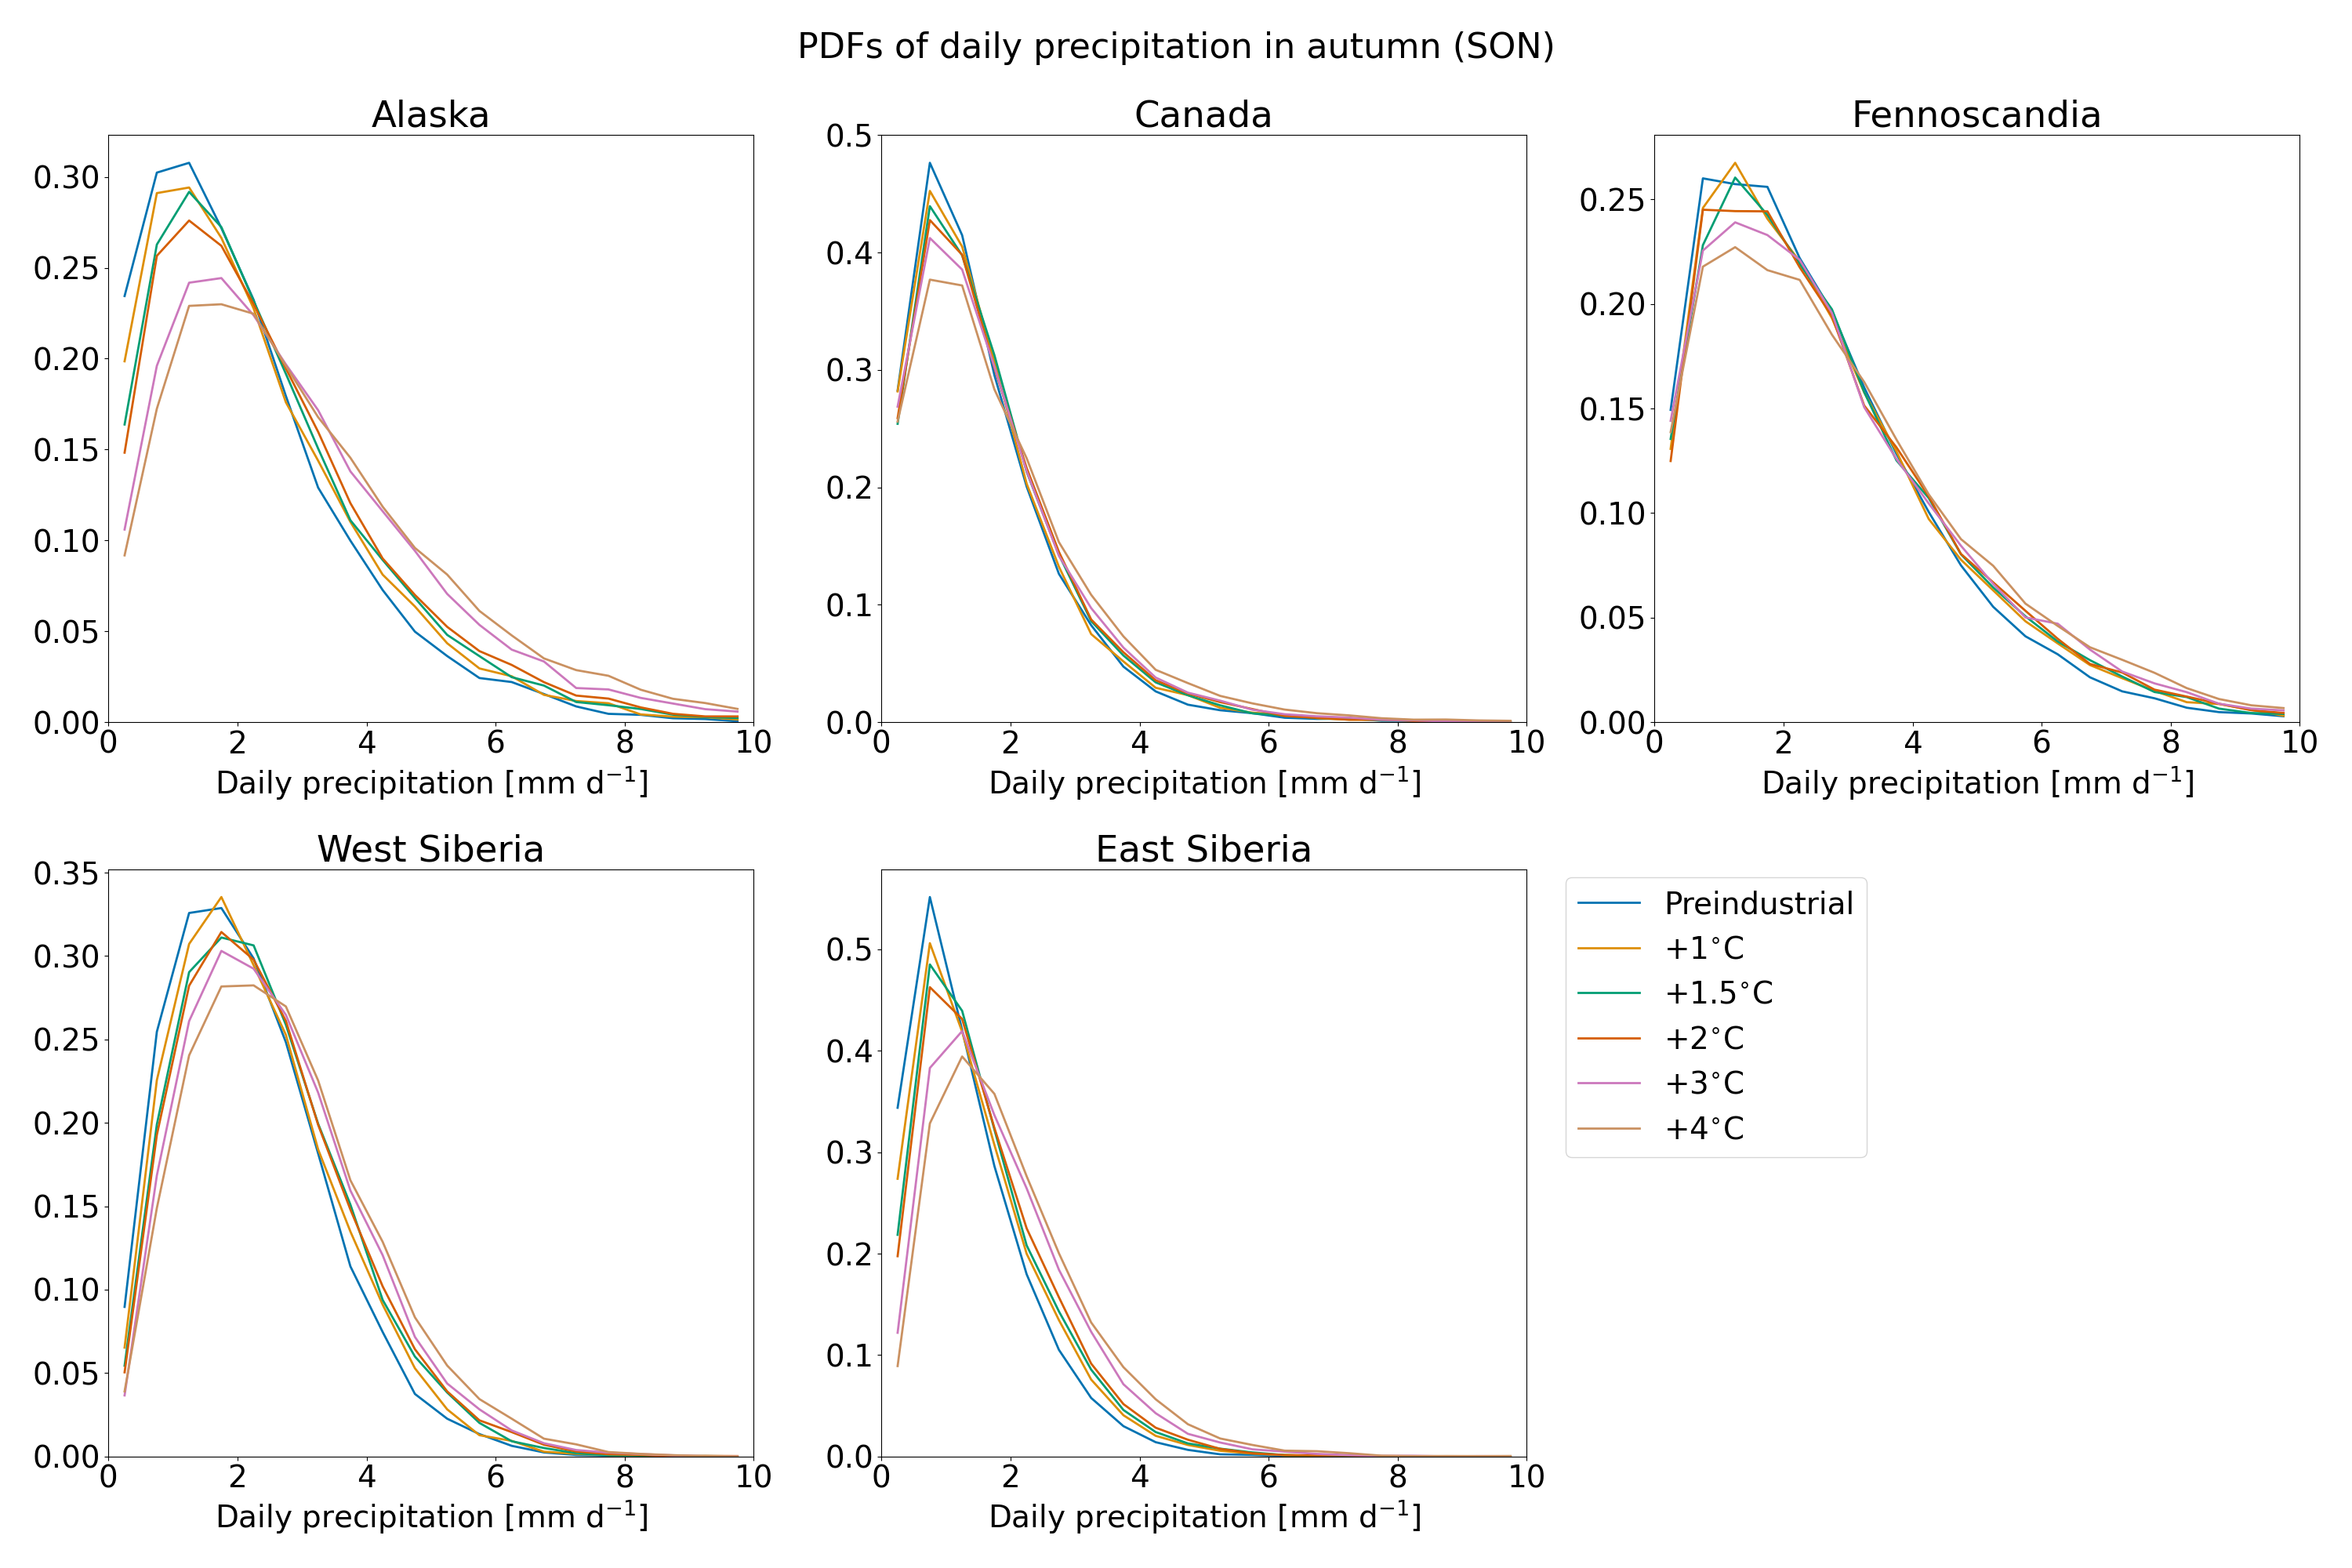 PDFs of daily precipitation in autumn (SON)
Alaska
0.30
0.25
0.20
0.15
0.10
0.05
0.00
0 2 4 6 8 10
Daily precipitation [mm d⁻¹]
Canada
0.5
0.4
0.3
0.2
0.1
0.0
0 2 4 6 8 10
Daily precipitation [mm d⁻¹]
Fennoscandia
0.25
0.20
0.15
0.10
0.05
0.00
0 2 4 6 8 10
Daily precipitation [mm d⁻¹]
West Siberia
0.35
0.30
0.25
0.20
0.15
0.10
0.05
0.00
0 2 4 6 8 10
Daily precipitation [mm d⁻¹]
East Siberia
0.5
0.4
0.3
0.2
0.1
0.0
0 2 4 6 8 10
Daily precipitation [mm d⁻¹]
Preindustrial
+1°C
+1.5°C
+2°C
+3°C
+4°C